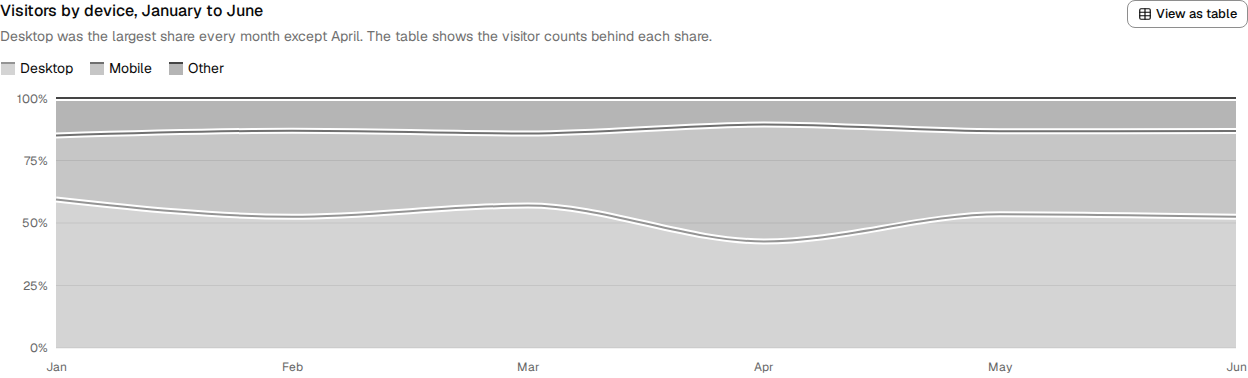 Visitors by device, January to June
View as table
Desktop was the largest share every month except April. The table shows the visitor counts behind each share.
Desktop Mobile Other
100%
75%
50%
25%
0%
Jan Feb Mar Apr May Jun